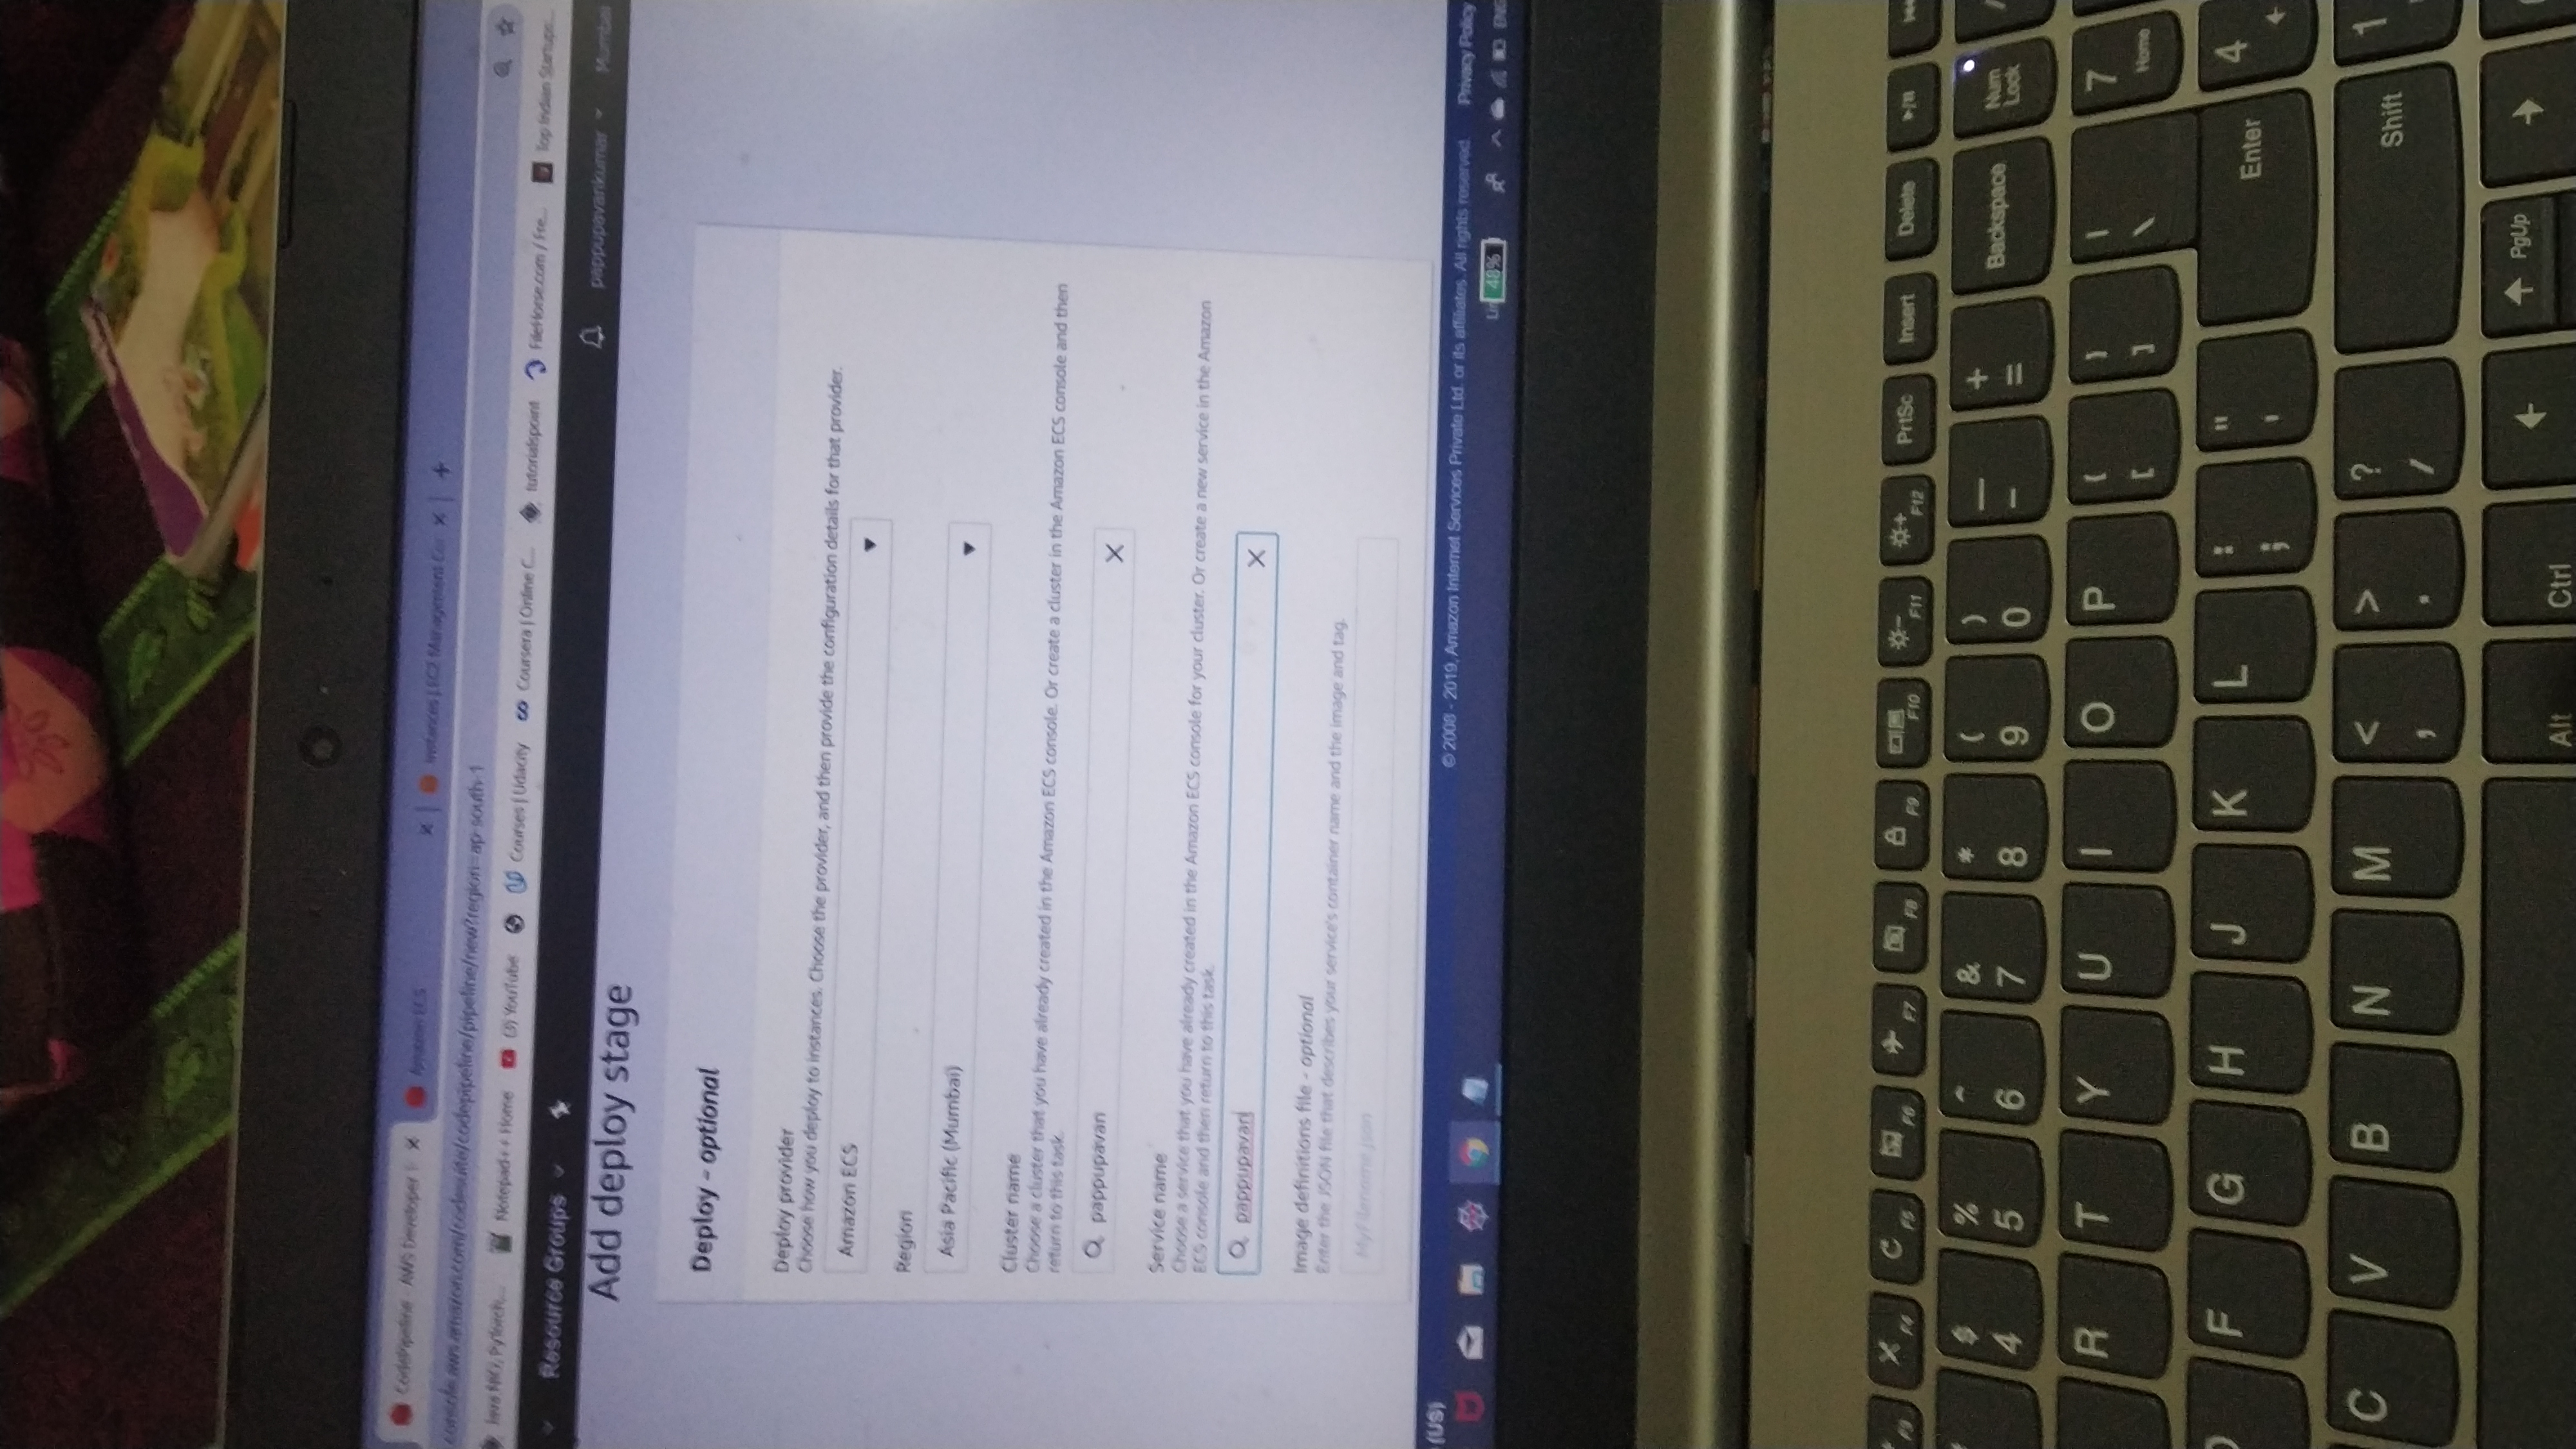 CodePipeline - AWS Developer
Amazon ECS
Instances | EC2 Management Co
console.aws.amazon.com/codesuite/codepipeline/pipeline/new?region=ap-south-1
Notepad++ Home
(3) YouTube
Courses | Udacity
Coursera | Online C...
tutorialspoint
FileHorse.com / Fre...
Top Indian Startups...
Resource Groups
pappupavankumar
Mumbai
Add deploy stage
Deploy - optional
Deploy provider
Choose how you deploy to instances. Choose the provider, and then provide the configuration details for that provider.
Amazon ECS
Region
Asia Pacific (Mumbai)
Cluster name
Choose a cluster that you have already created in the Amazon ECS console. Or create a cluster in the Amazon ECS console and then
return to this task.
pappupavan
Service name
Choose a service that you have already created in the Amazon ECS console for your cluster. Or create a new service in the Amazon
ECS console and then return to this task.
pappupavan
Image definitions file - optional
Enter the JSON file that describes your service's container name and the image and tag.
MyFilename.json
(US)
© 2008 - 2019, Amazon Internet Services Private Ltd. or its affiliates. All rights reserved.
Privacy Policy
48%
ENG
F3 F4 F5 F6 F7 F8 F9 F10 F11 F12 PrtSc Insert Delete
$ % ^ & * ( ) — +
4 5 6 7 8 9 0 - = Backspace Num Lock
R T Y U I O P { [ } ] | \ 7 Home
F G H J K L : ; " ' Enter 4
C V B N M < , > . ? / Shift 1
Alt Ctrl PgUp